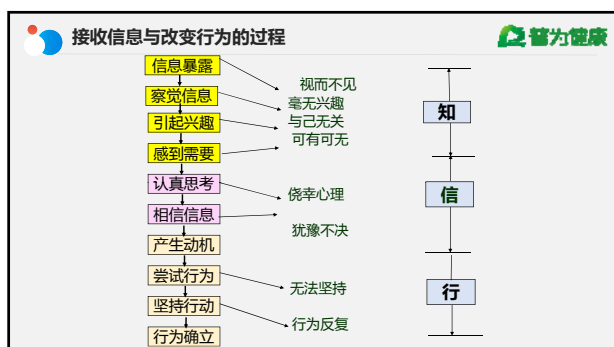 接收信息与改变行为的过程
普为健康
信息暴露
察觉信息
引起兴趣
感到需要
认真思考
相信信息
产生动机
尝试行为
坚持行动
行为确立
视而不见
毫无兴趣
与己无关
可有可无
侥幸心理
犹豫不决
无法坚持
行为反复
知
信
行